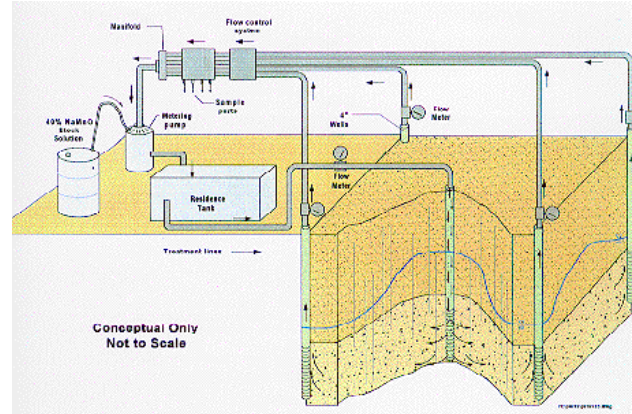 Flow control
system
Manifold
Sample
ports
Metering
pump
40% NaMnO
Stock
Solution
4"
Wells
Flow
Meter
Flow
Meter
Residence
Tank
Treatment lines
Conceptual Only
Not to Scale